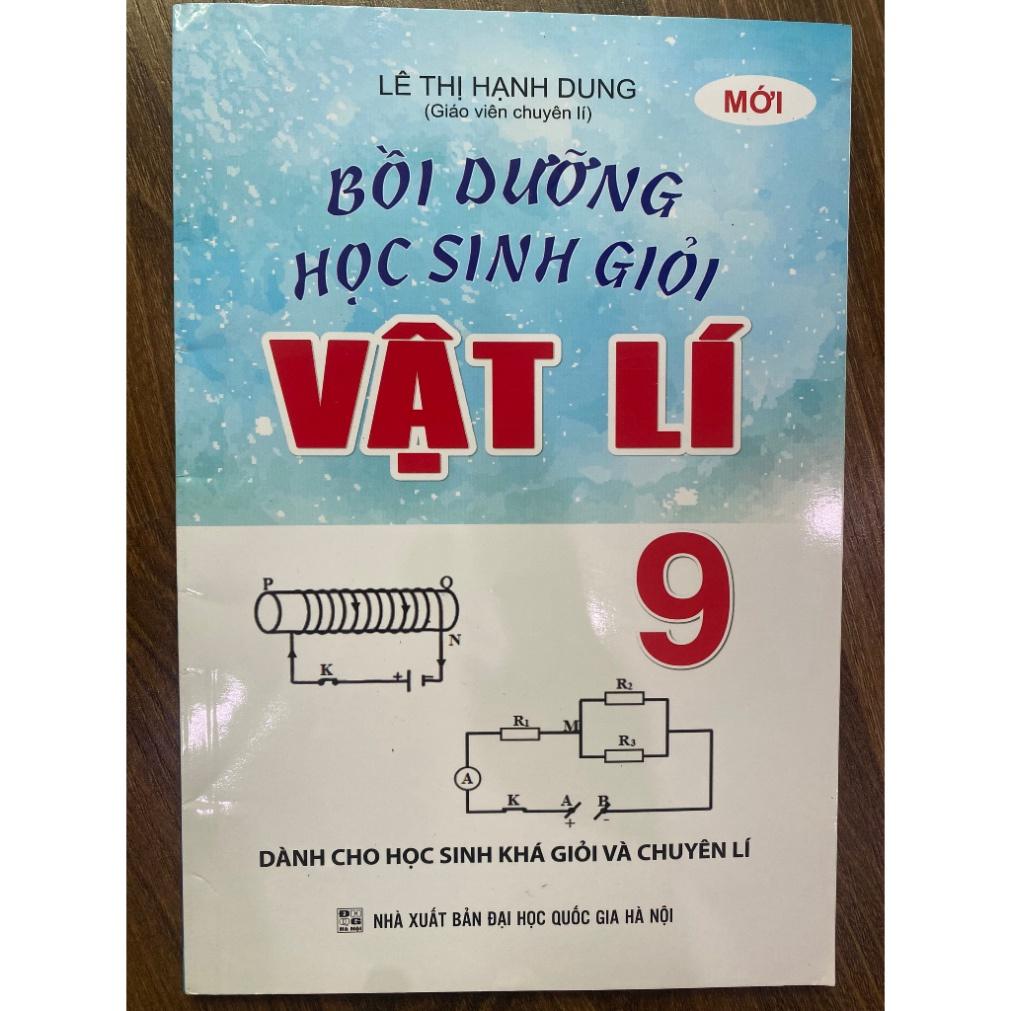 LÊ THỊ HẠNH DUNG
(Giáo viên chuyên lí)
MỚI
BỒI DƯỠNG
HỌC SINH GIỎI
VẬT LÍ
9
P
Q
N
K
+
R₂
R₁
M
R₃
A
K
A
B
+
-
DÀNH CHO HỌC SINH KHÁ GIỎI VÀ CHUYÊN LÍ
NHÀ XUẤT BẢN ĐẠI HỌC QUỐC GIA HÀ NỘI